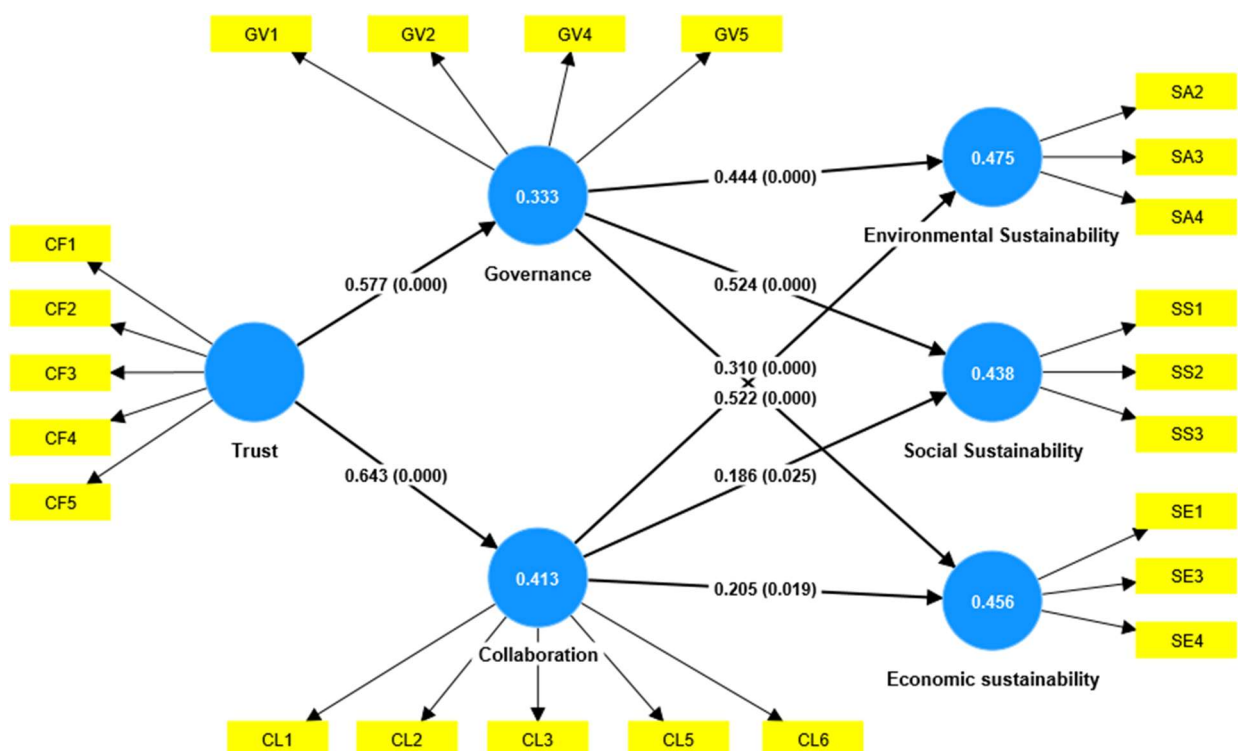 GV1
GV2
GV4
GV5
SA2
SA3
SA4
0.475
0.444 (0.000)
0.333
Environmental Sustainability
Governance
CF1
CF2
CF3
CF4
CF5
0.577 (0.000)
0.524 (0.000)
SS1
SS2
SS3
0.310 (0.000)
0.522 (0.000)
0.438
Trust
Social Sustainability
0.643 (0.000)
0.186 (0.025)
SE1
SE3
SE4
0.413
0.205 (0.019)
0.456
Collaboration
Economic sustainability
CL1
CL2
CL3
CL5
CL6